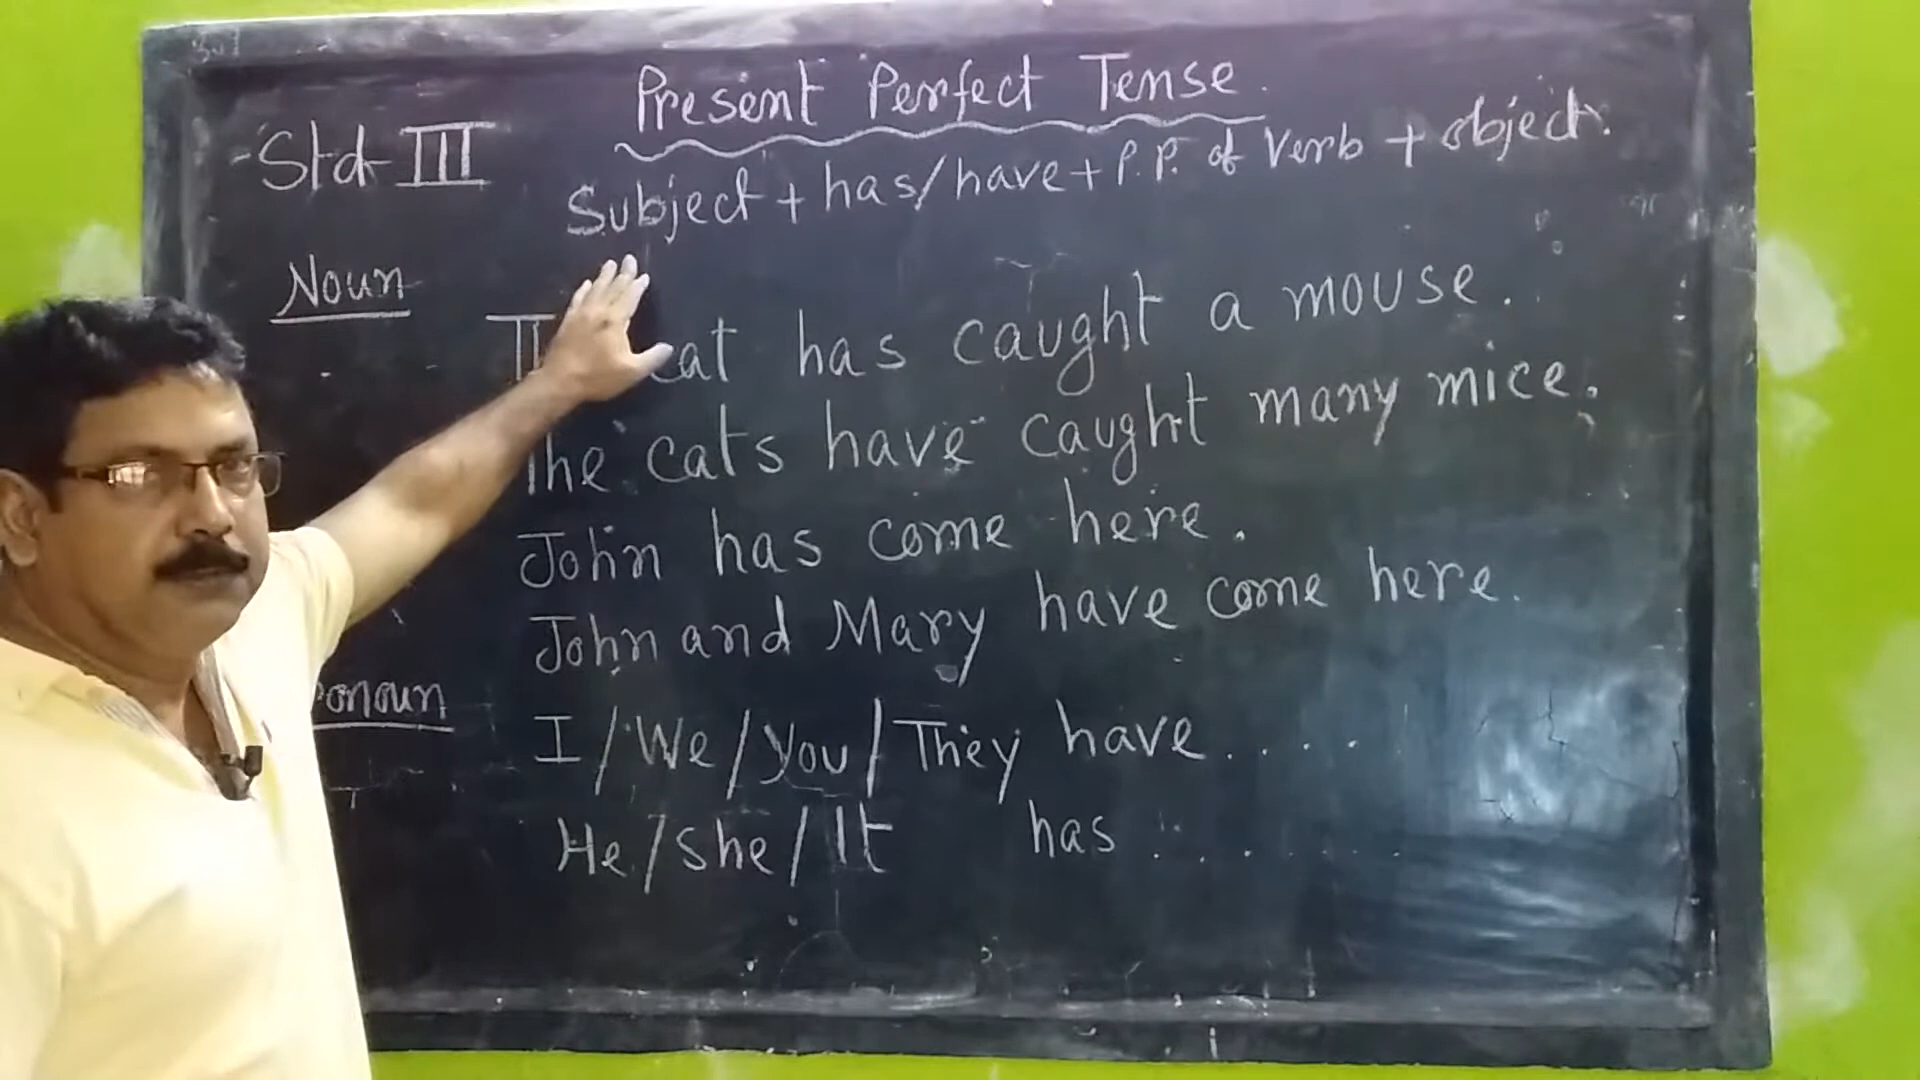 Present Perfect Tense.
Std III
Subject + has/have + P.P. of Verb + object.
Noun
cat has caught a mouse.
The cats have caught many mice.
John has come here.
John and Mary have come here.
onoun
I/We/You/They have.....
He/She/It has........